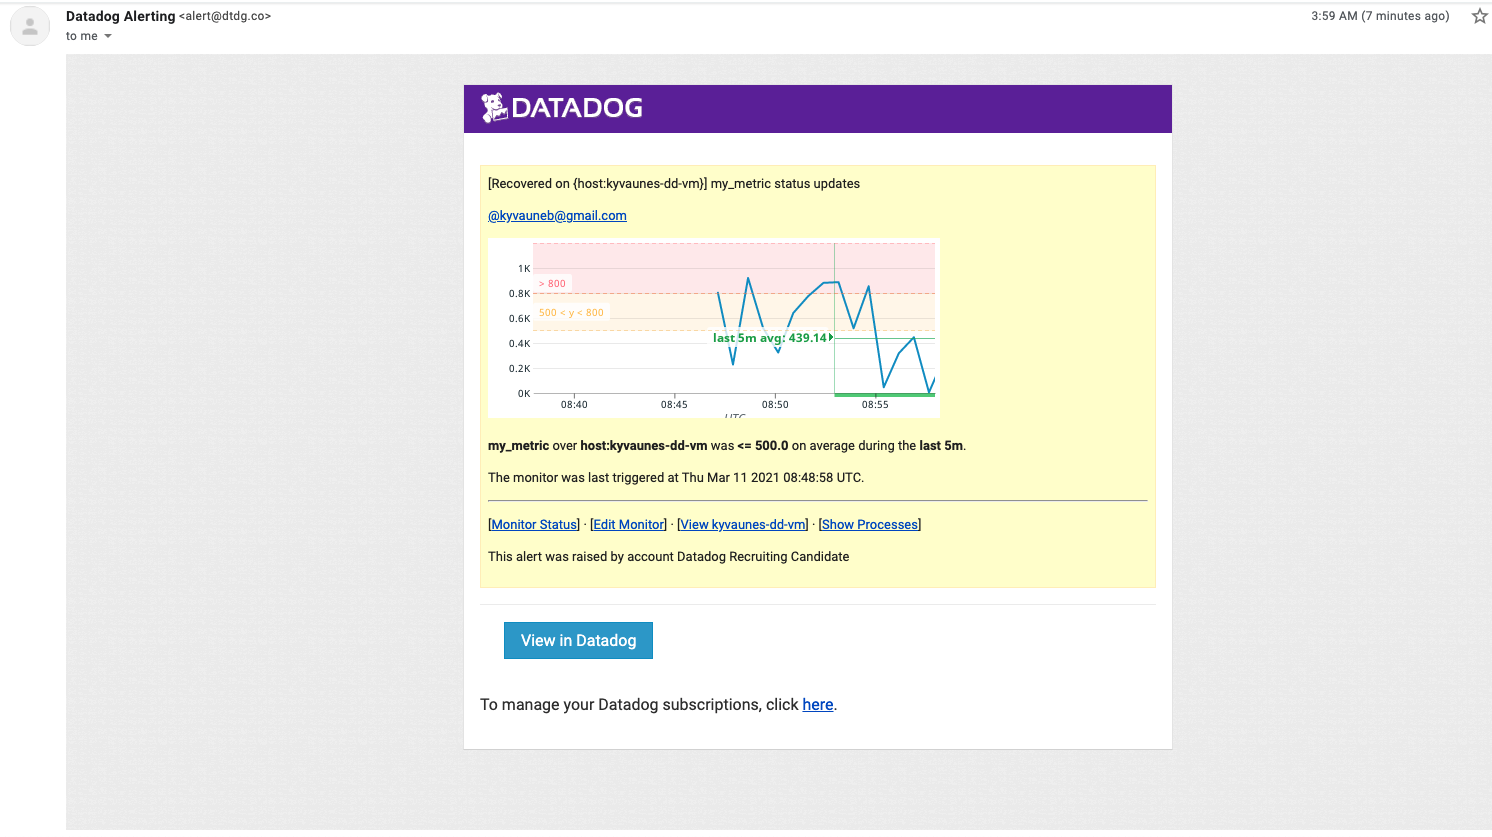 Datadog Alerting <alert@dtdg.co>
3:59 AM (7 minutes ago)
to me
DATADOG
[Recovered on {host:kyvaunes-dd-vm}] my_metric status updates
@kyvauneb@gmail.com
1K
> 800
0.8K
500 < y < 800
0.6K
last 5m avg: 439.14
0.4K
0.2K
0K
08:40
08:45
08:50
08:55
UTC
my_metric over host:kyvaunes-dd-vm was <= 500.0 on average during the last 5m.
The monitor was last triggered at Thu Mar 11 2021 08:48:58 UTC.
[Monitor Status] · [Edit Monitor] · [View kyvaunes-dd-vm] · [Show Processes]
This alert was raised by account Datadog Recruiting Candidate
View in Datadog
To manage your Datadog subscriptions, click here.